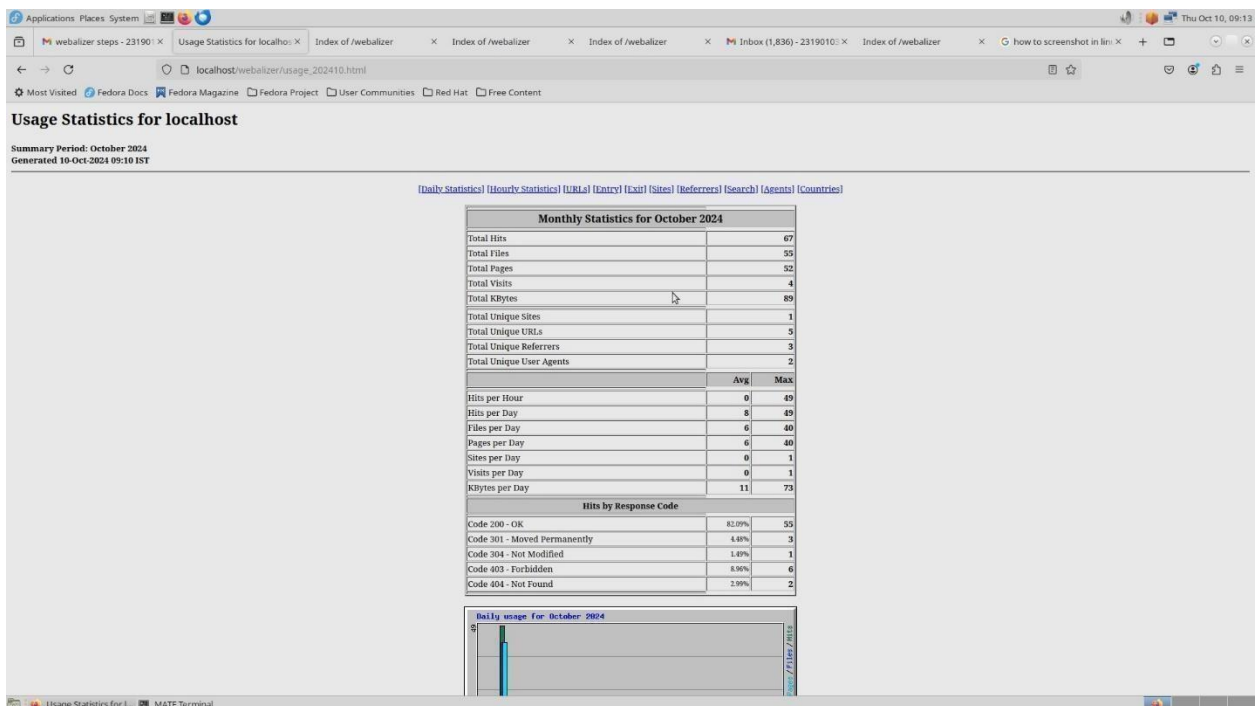 Applications Places System Thu Oct 10, 09:13
webalizer steps - 23190 Usage Statistics for localhos Index of /webalizer Index of /webalizer Index of /webalizer Inbox (1,836) - 2319010 Index of /webalizer how to screenshot in lin
localhost/webalizer/usage_202410.html
Most Visited Fedora Docs Fedora Magazine Fedora Project User Communities Red Hat Free Content
Usage Statistics for localhost
Summary Period: October 2024
Generated 10-Oct-2024 09:10 IST
[Daily Statistics] [Hourly Statistics] [URLs] [Entry] [Exit] [Sites] [Referrers] [Search] [Agents] [Countries]
Monthly Statistics for October 2024
Total Hits 67
Total Files 55
Total Pages 52
Total Visits 4
Total KBytes 89
Total Unique Sites 1
Total Unique URLs 5
Total Unique Referrers 3
Total Unique User Agents 2
Avg Max
Hits per Hour 0 49
Hits per Day 8 49
Files per Day 6 40
Pages per Day 6 40
Sites per Day 0 1
Visits per Day 0 1
KBytes per Day 11 73
Hits by Response Code
Code 200 - OK 82.09% 55
Code 301 - Moved Permanently 4.48% 3
Code 304 - Not Modified 1.49% 1
Code 403 - Forbidden 8.96% 6
Code 404 - Not Found 2.99% 2
Daily usage for October 2024
49
Pages / Files / Hits
Usage Statistics for l... MATE Terminal